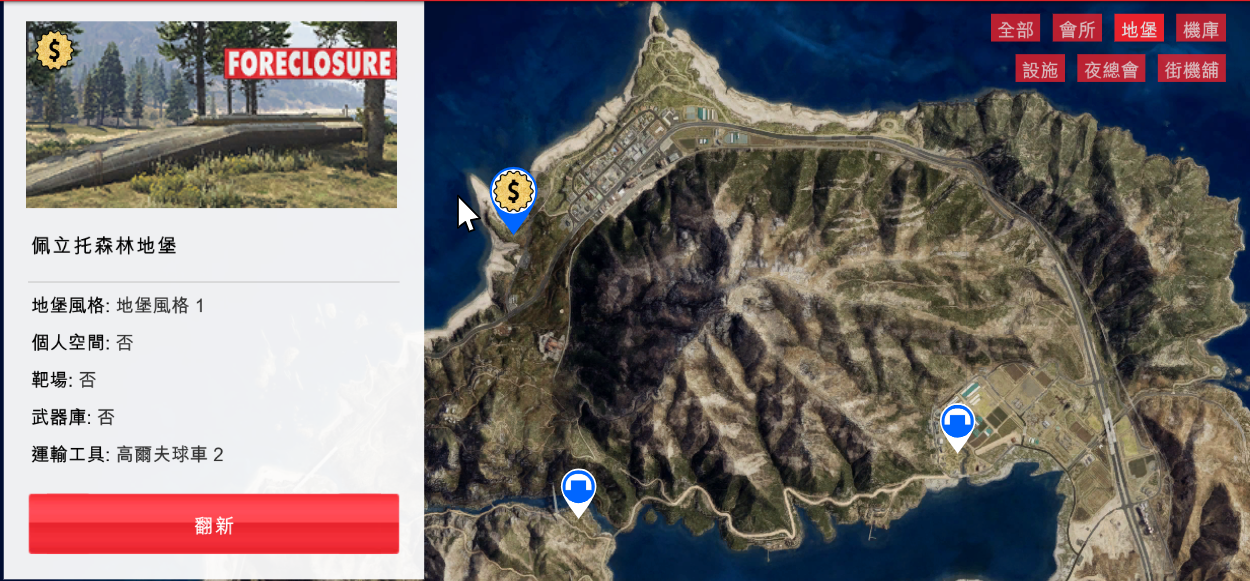 FORECLOSURE
佩立托森林地堡
地堡風格: 地堡風格 1
個人空間: 否
靶場: 否
武器庫: 否
運輸工具: 高爾夫球車 2
翻新
全部 會所 地堡 機庫
設施 夜總會 街機舖